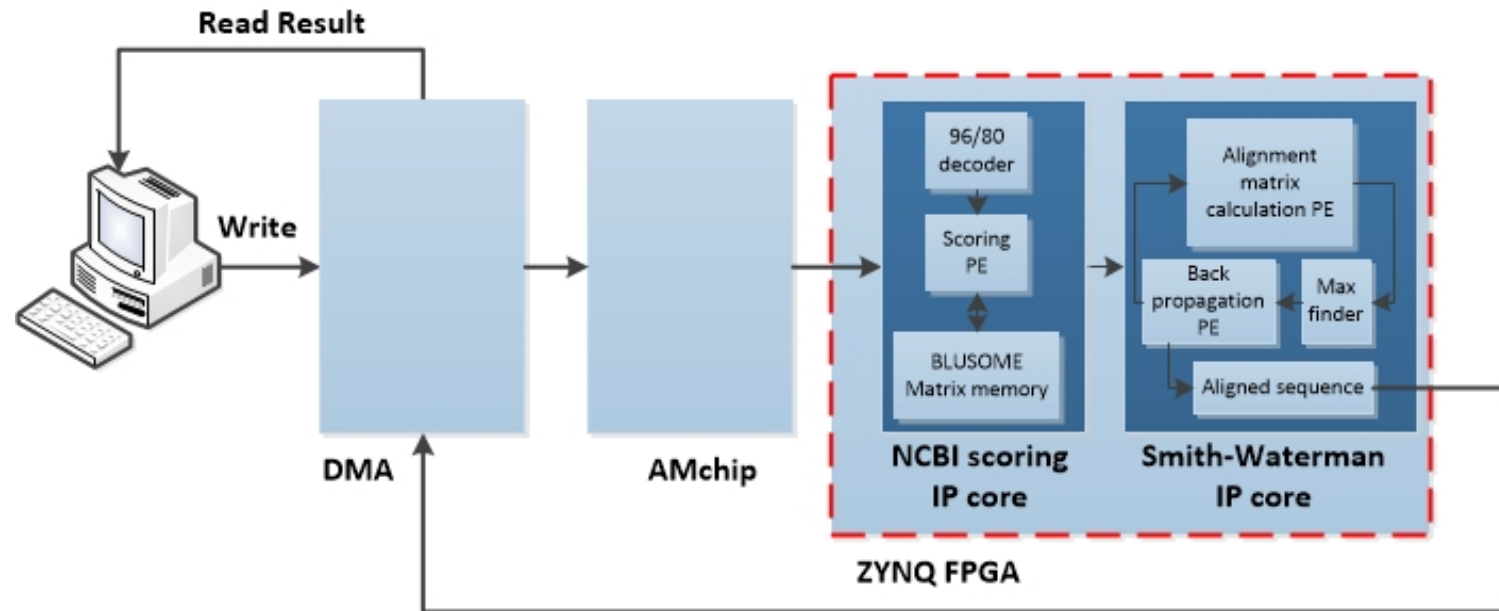 Read Result
Write
DMA
AMchip
96/80
decoder
Scoring
PE
BLUSOME
Matrix memory
NCBI scoring
IP core
Alignment
matrix
calculation PE
Back
propagation
PE
Max
finder
Aligned sequence
Smith-Waterman
IP core
ZYNQ FPGA